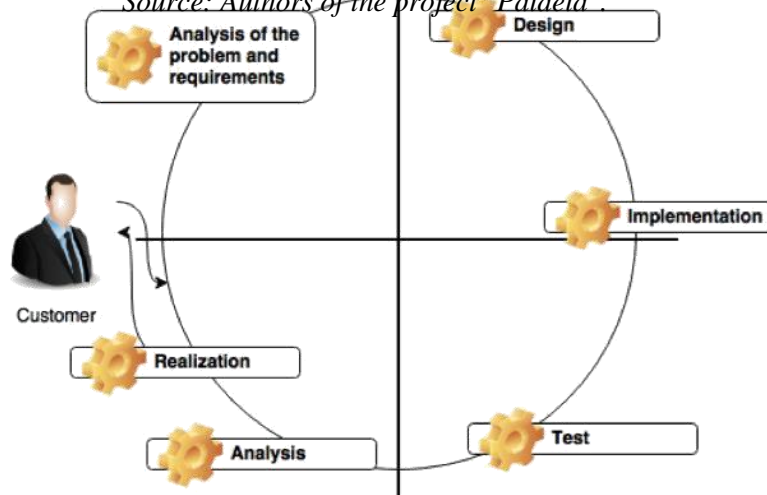 Source: Authors of the project "Paideia".
Analysis of the
problem and
requirements
Design
Implementation
Customer
Realization
Analysis
Test